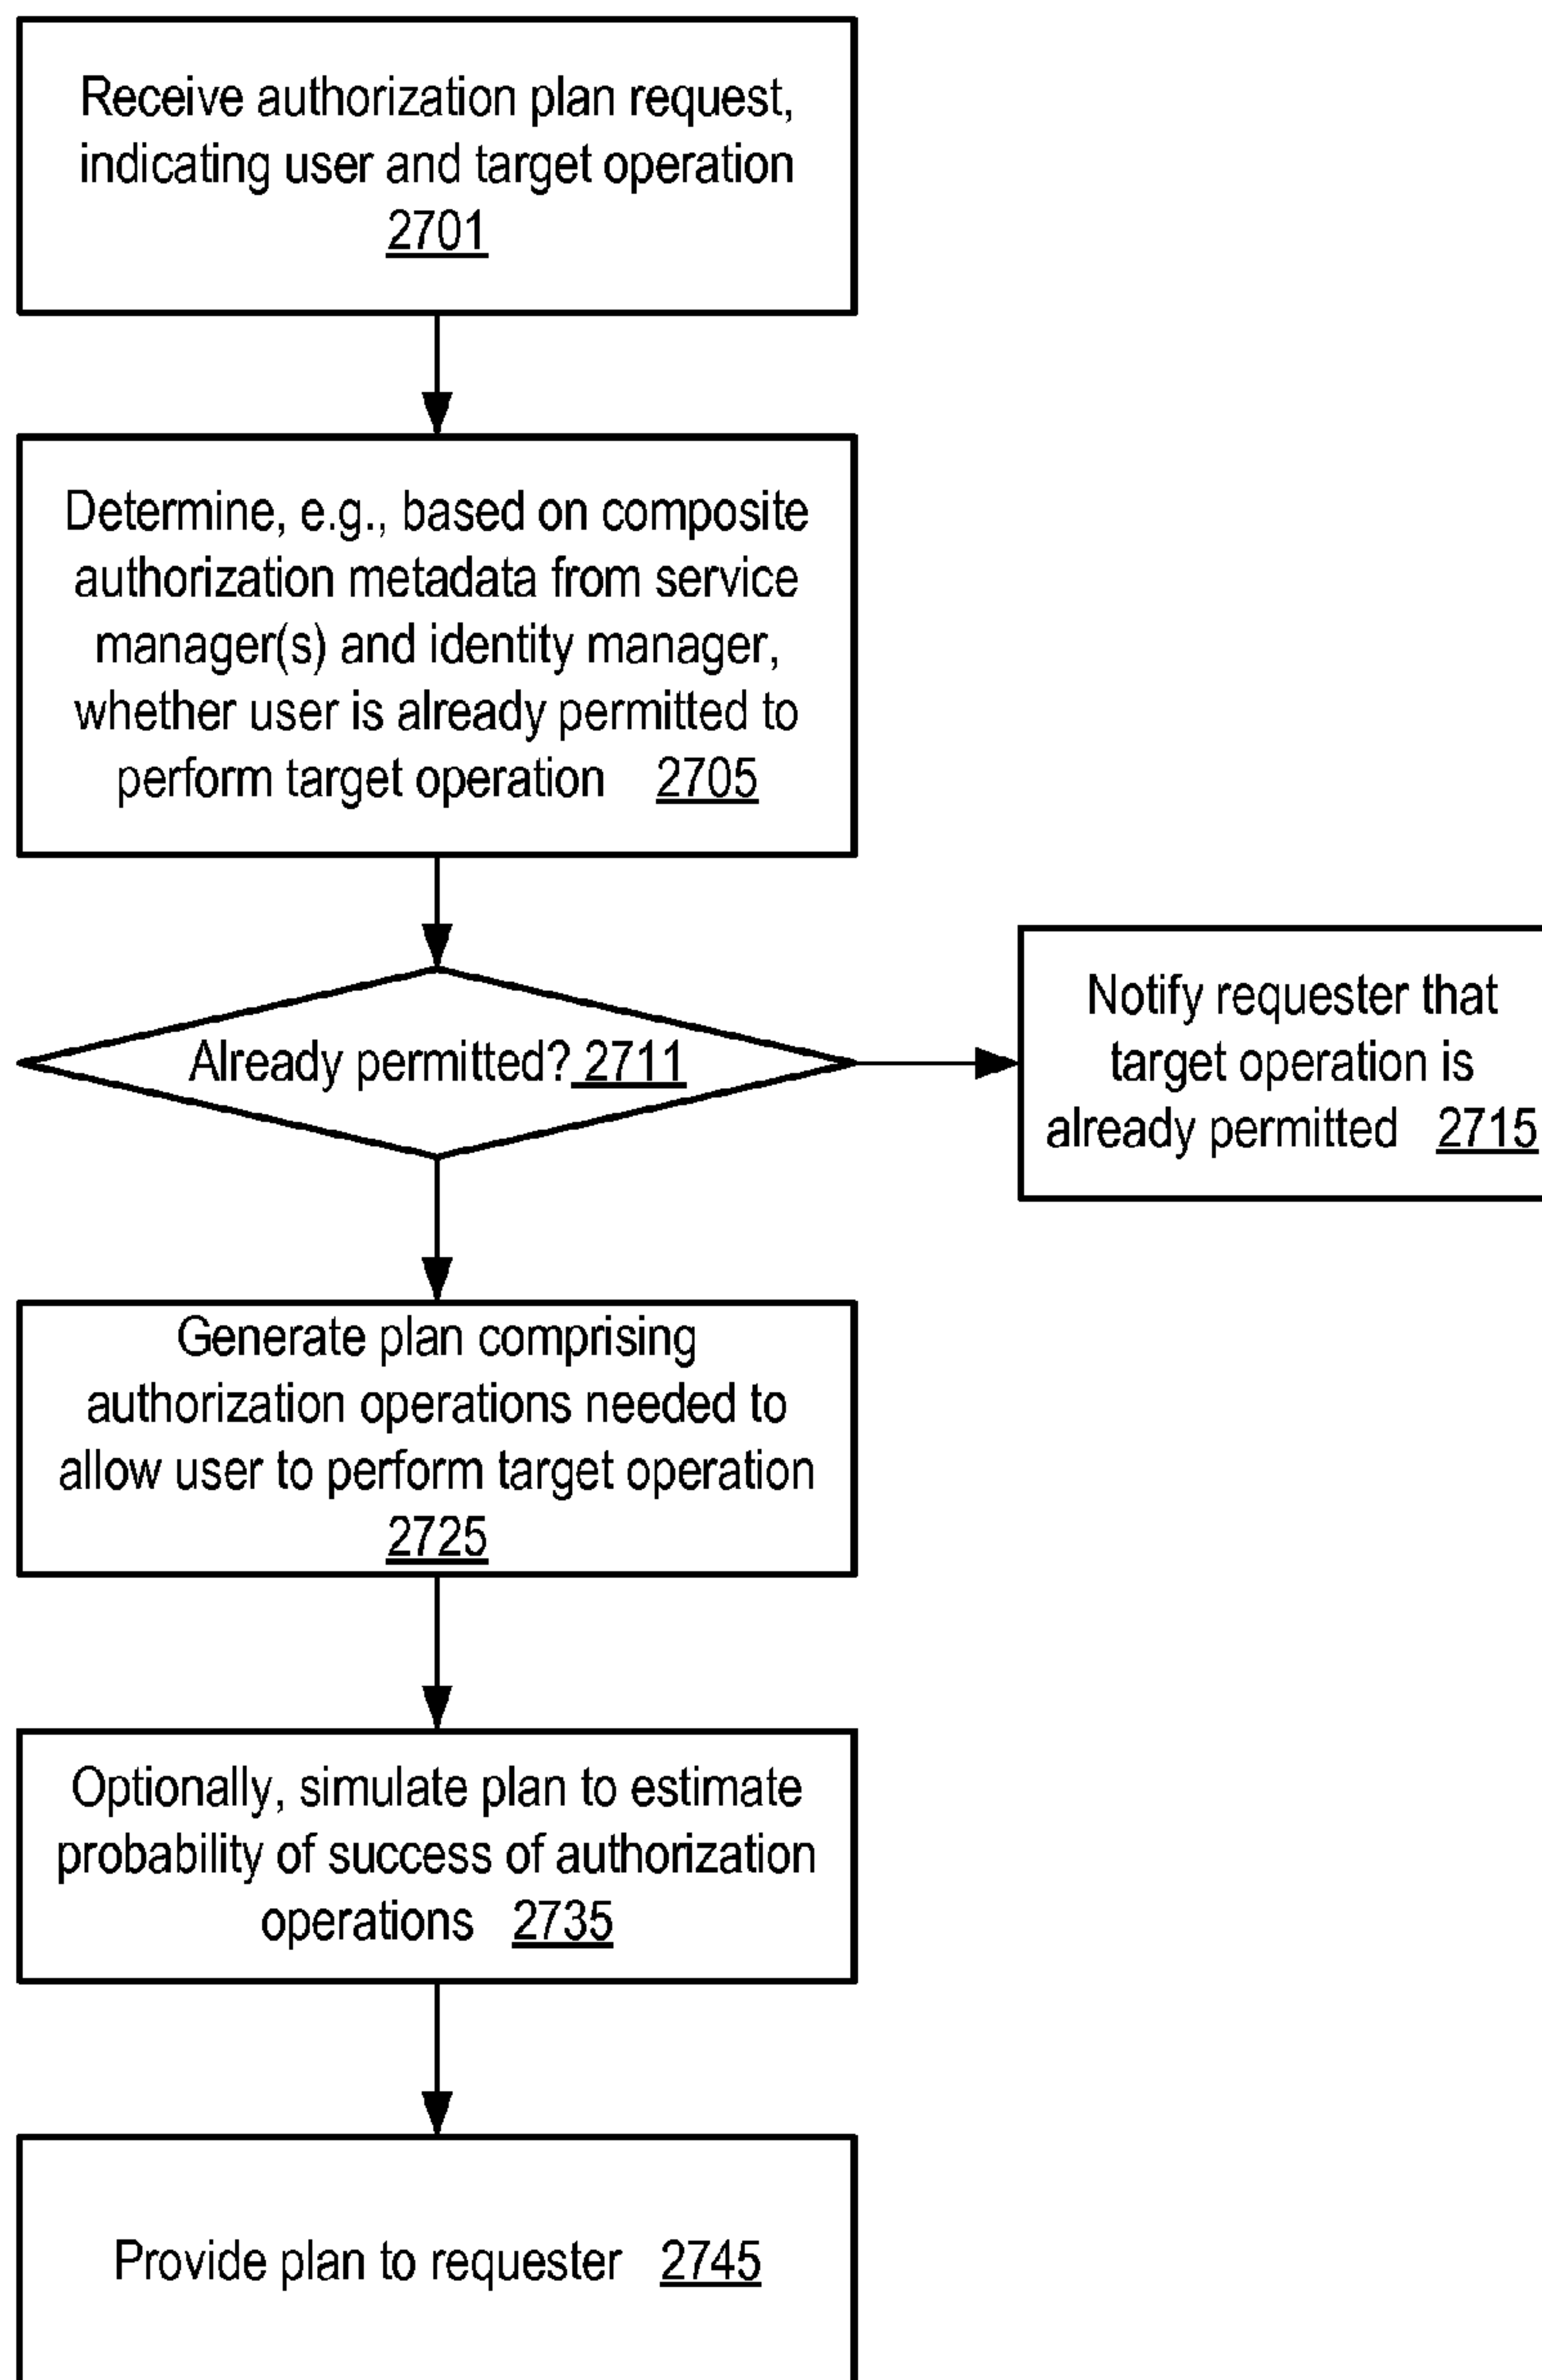 Receive authorization plan request,
indicating user and target operation
2701
Determine, e.g., based on composite
authorization metadata from service
manager(s) and identity manager,
whether user is already permitted to
perform target operation 2705
Already permitted? 2711
Notify requester that
target operation is
already permitted 2715
Generate plan comprising
authorization operations needed to
allow user to perform target operation
2725
Optionally, simulate plan to estimate
probability of success of authorization
operations 2735
Provide plan to requester 2745